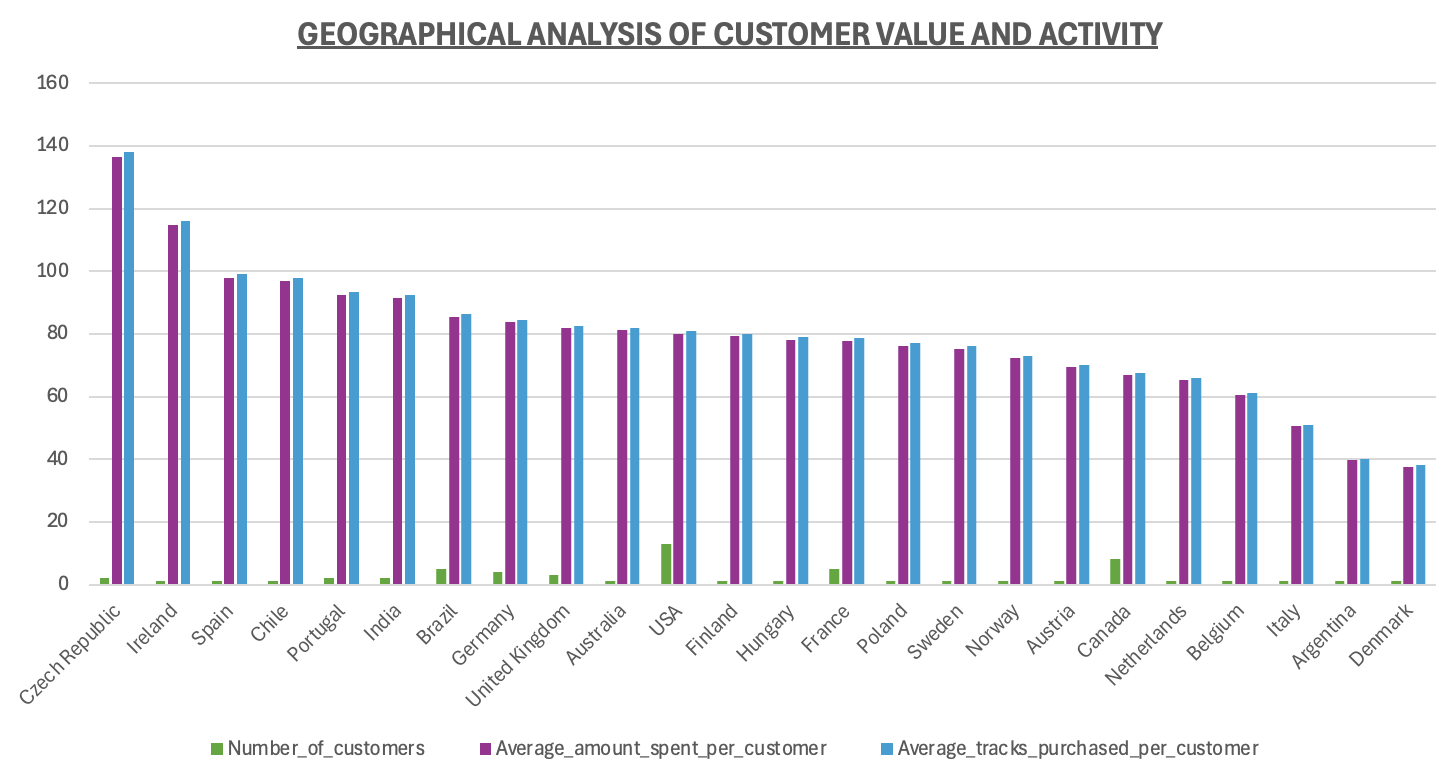 GEOGRAPHICAL ANALYSIS OF CUSTOMER VALUE AND ACTIVITY
160
140
120
100
80
60
40
20
0
Czech Republic
Ireland
Spain
Chile
Portugal
India
Brazil
Germany
United Kingdom
Australia
USA
Finland
Hungary
France
Poland
Sweden
Norway
Austria
Canada
Netherlands
Belgium
Italy
Argentina
Denmark
Number_of_customers
Average_amount_spent_per_customer
Average_tracks_purchased_per_customer